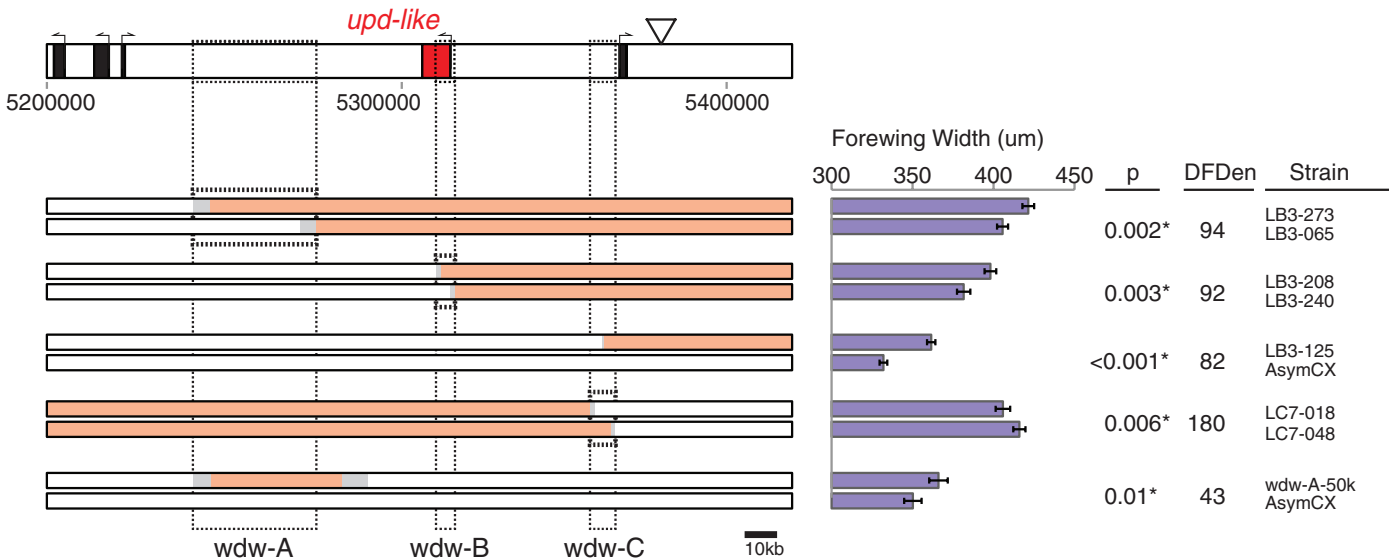 upd-like
5200000 5300000 5400000
Forewing Width (um)
300 350 400 450 p DFDen Strain
0.002* 94 LB3-273
LB3-065
0.003* 92 LB3-208
LB3-240
<0.001* 82 LB3-125
AsymCX
0.006* 180 LC7-018
LC7-048
0.01* 43 wdw-A-50k
AsymCX
wdw-A wdw-B wdw-C 10kb